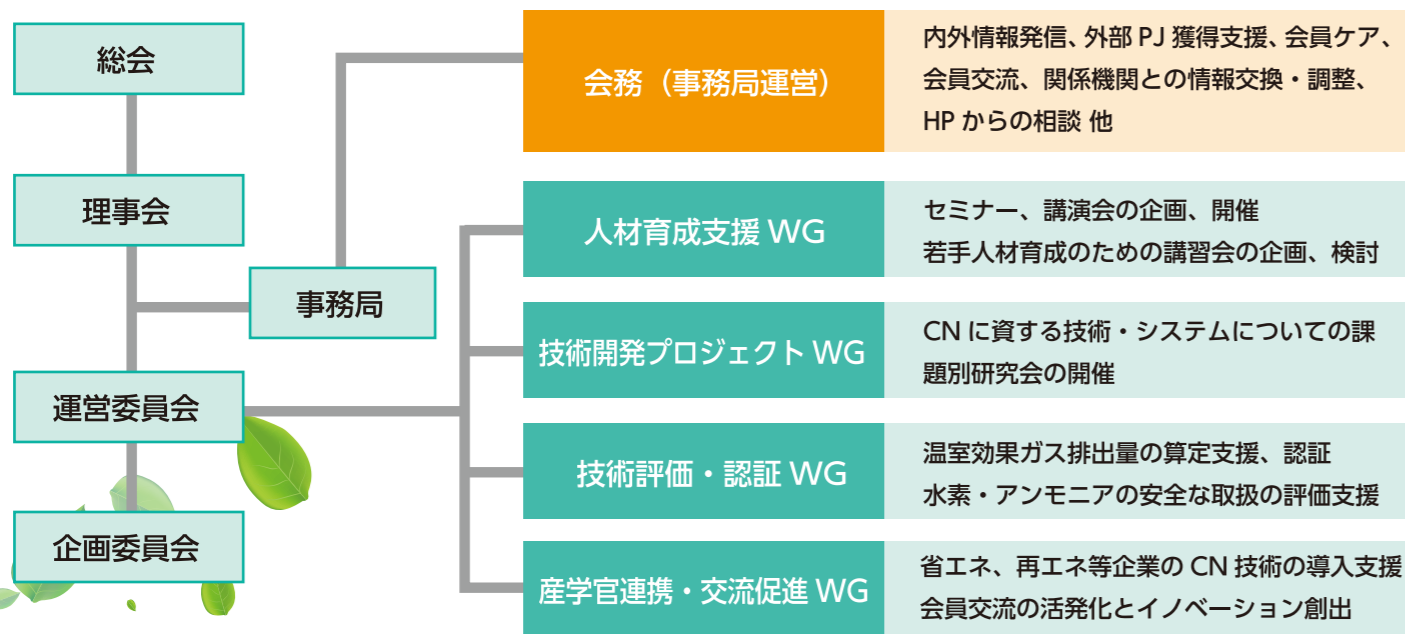 総会
理事会
事務局
運営委員会
企画委員会
会務（事務局運営）
内外情報発信、外部 PJ 獲得支援、会員ケア、
会員交流、関係機関との情報交換・調整、
HP からの相談 他
人材育成支援 WG
セミナー、講演会の企画、開催
若手人材育成のための講習会の企画、検討
技術開発プロジェクト WG
CN に資する技術・システムについての課
題別研究会の開催
技術評価・認証 WG
温室効果ガス排出量の算定支援、認証
水素・アンモニアの安全な取扱の評価支援
産学官連携・交流促進 WG
省エネ、再エネ等企業の CN 技術の導入支援
会員交流の活発化とイノベーション創出